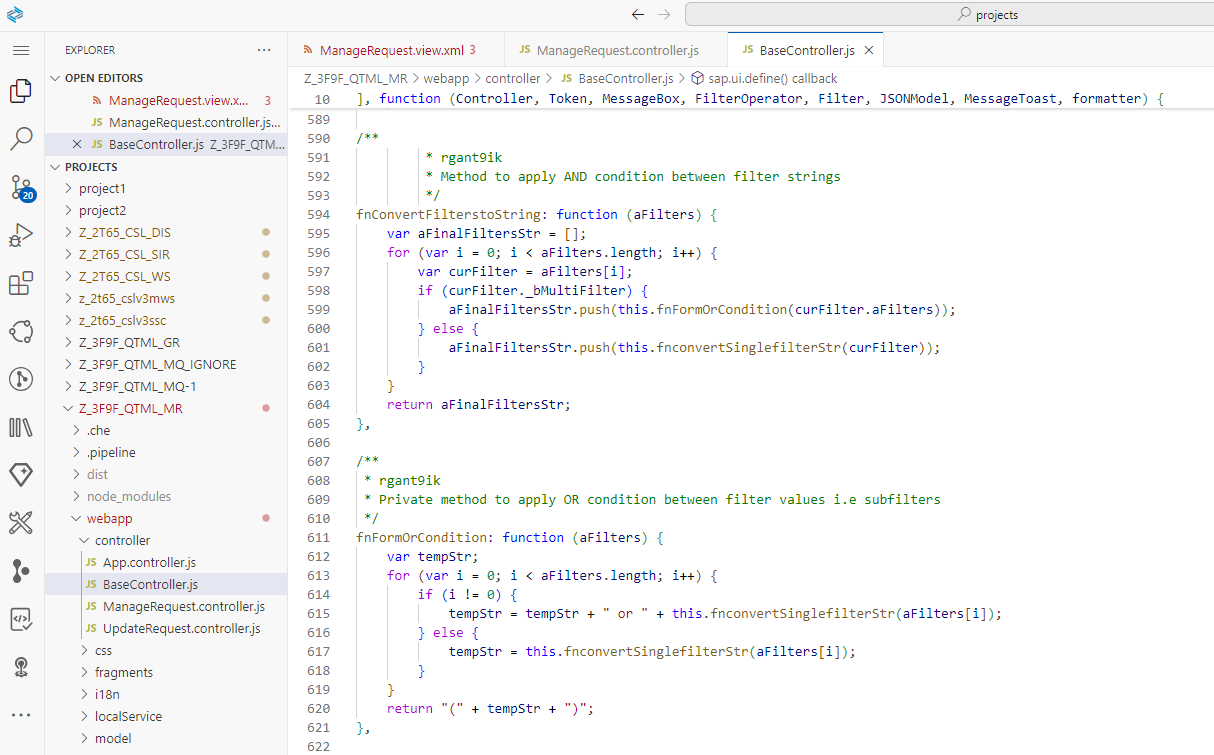 projects
EXPLORER
OPEN EDITORS
ManageRequest.view.x... 3
JS ManageRequest.controller.js...
JS BaseController.js Z_3F9F_QTM...
PROJECTS
project1
project2
Z_2T65_CSL_DIS
Z_2T65_CSL_SIR
Z_2T65_CSL_WS
z_2t65_cslv3mws
z_2t65_cslv3ssc
Z_3F9F_QTML_GR
Z_3F9F_QTML_MQ_IGNORE
Z_3F9F_QTML_MQ-1
Z_3F9F_QTML_MR
.che
.pipeline
dist
node_modules
webapp
controller
JS App.controller.js
JS BaseController.js
JS ManageRequest.controller.js
JS UpdateRequest.controller.js
css
fragments
i18n
localService
model
20
ManageRequest.view.xml 3
JS ManageRequest.controller.js
JS BaseController.js
Z_3F9F_QTML_MR > webapp > controller > JS BaseController.js > sap.ui.define() callback
10 ], function (Controller, Token, MessageBox, FilterOperator, Filter, JSONModel, MessageToast, formatter) {
589
590 /**
591 * rgant9ik
592 * Method to apply AND condition between filter strings
593 */
594 fnConvertFilterstoString: function (aFilters) {
595 var aFinalFiltersStr = [];
596 for (var i = 0; i < aFilters.length; i++) {
597 var curFilter = aFilters[i];
598 if (curFilter._bMultiFilter) {
599 aFinalFiltersStr.push(this.fnFormOrCondition(curFilter.aFilters));
600 } else {
601 aFinalFiltersStr.push(this.fnconvertSinglefilterStr(curFilter));
602 }
603 }
604 return aFinalFiltersStr;
605 },
606
607 /**
608 * rgant9ik
609 * Private method to apply OR condition between filter values i.e subfilters
610 */
611 fnFormOrCondition: function (aFilters) {
612 var tempStr;
613 for (var i = 0; i < aFilters.length; i++) {
614 if (i != 0) {
615 tempStr = tempStr + " or " + this.fnconvertSinglefilterStr(aFilters[i]);
616 } else {
617 tempStr = this.fnconvertSinglefilterStr(aFilters[i]);
618 }
619 }
620 return "(" + tempStr + ")";
621 },
622